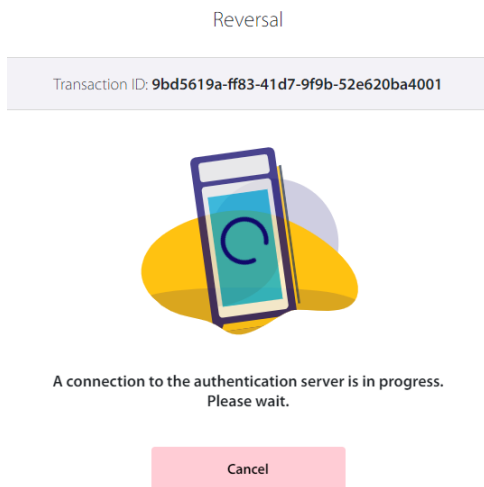 Reversal
Transaction ID: 9bd5619a-ff83-41d7-9f9b-52e620ba4001
A connection to the authentication server is in progress.
Please wait.
Cancel